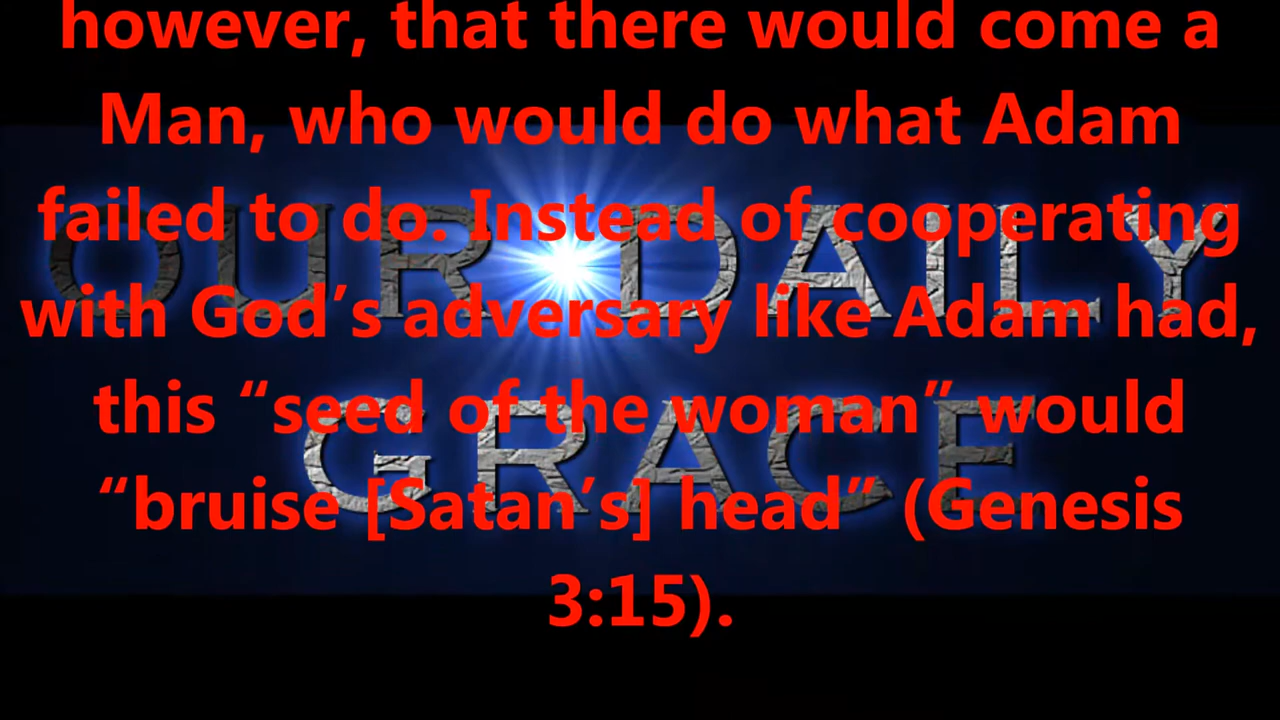 however, that there would come a
Man, who would do what Adam
failed to do. Instead of cooperating
with God’s adversary like Adam had,
this “seed of the woman” would
“bruise [Satan’s] head” (Genesis
3:15).
OUR DAILY
GRACE